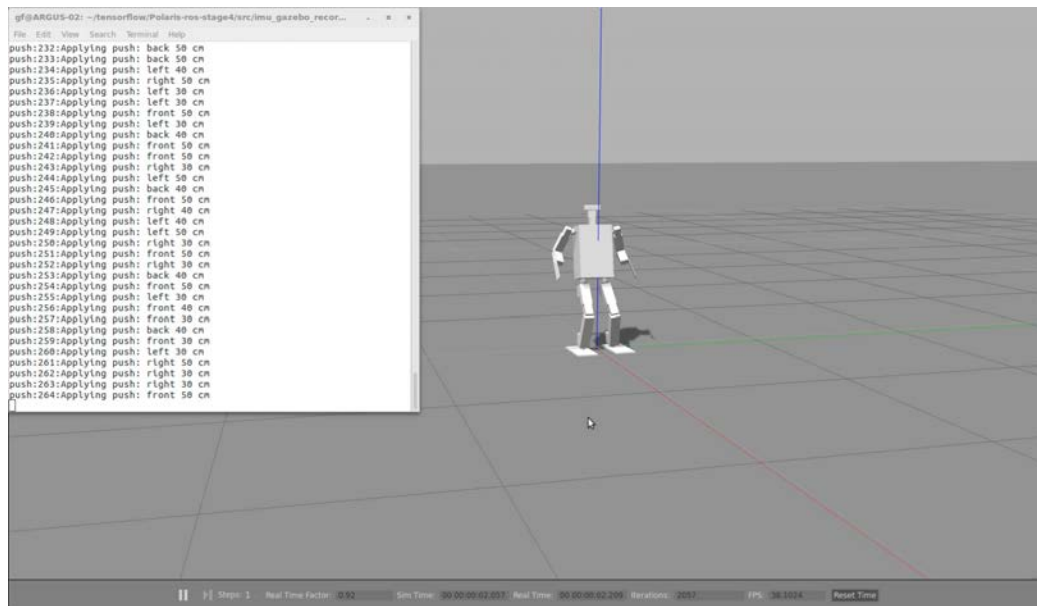 gf@ARGUS-02: ~/tensorflow/Polaris-ros-stage4/src/imu_gazebo_recor...
File Edit View Search Terminal Help
push:232:Applying push: back 50 cm
push:233:Applying push: back 50 cm
push:234:Applying push: left 40 cm
push:235:Applying push: right 50 cm
push:236:Applying push: left 30 cm
push:237:Applying push: left 30 cm
push:238:Applying push: front 50 cm
push:239:Applying push: left 30 cm
push:240:Applying push: back 40 cm
push:241:Applying push: front 50 cm
push:242:Applying push: front 50 cm
push:243:Applying push: right 30 cm
push:244:Applying push: left 50 cm
push:245:Applying push: back 40 cm
push:246:Applying push: front 50 cm
push:247:Applying push: right 40 cm
push:248:Applying push: left 40 cm
push:249:Applying push: left 50 cm
push:250:Applying push: right 30 cm
push:251:Applying push: front 50 cm
push:252:Applying push: right 30 cm
push:253:Applying push: back 40 cm
push:254:Applying push: front 50 cm
push:255:Applying push: left 30 cm
push:256:Applying push: front 40 cm
push:257:Applying push: front 30 cm
push:258:Applying push: back 40 cm
push:259:Applying push: front 30 cm
push:260:Applying push: left 30 cm
push:261:Applying push: right 50 cm
push:262:Applying push: right 30 cm
push:263:Applying push: right 30 cm
push:264:Applying push: front 50 cm
Steps: 1 Real Time Factor: 0.92 Sim Time: 00 00:00:02.057 Real Time: 00 00:00:02.209 Iterations: 2057 FPS: 38.1024 Reset Time